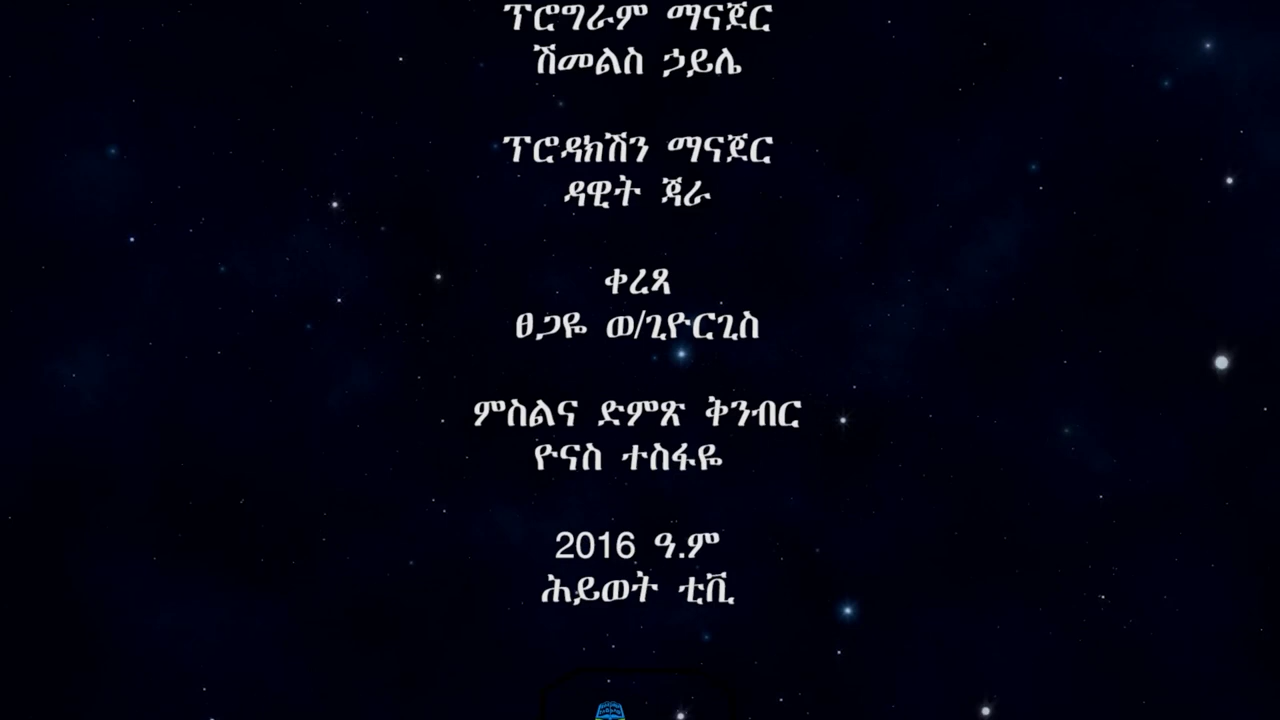 ፕሮግራም ማናጀር
ሽመልስ ኃይሌ
ፕሮዳክሽን ማናጀር
ዳዊት ጃራ
ቀረጻ
ፀጋዬ ወ/ጊዮርጊስ
ምስልና ድምጽ ቅንብር
ዮናስ ተስፋዬ
2016 ዓ.ም
ሕይወት ቲቪ